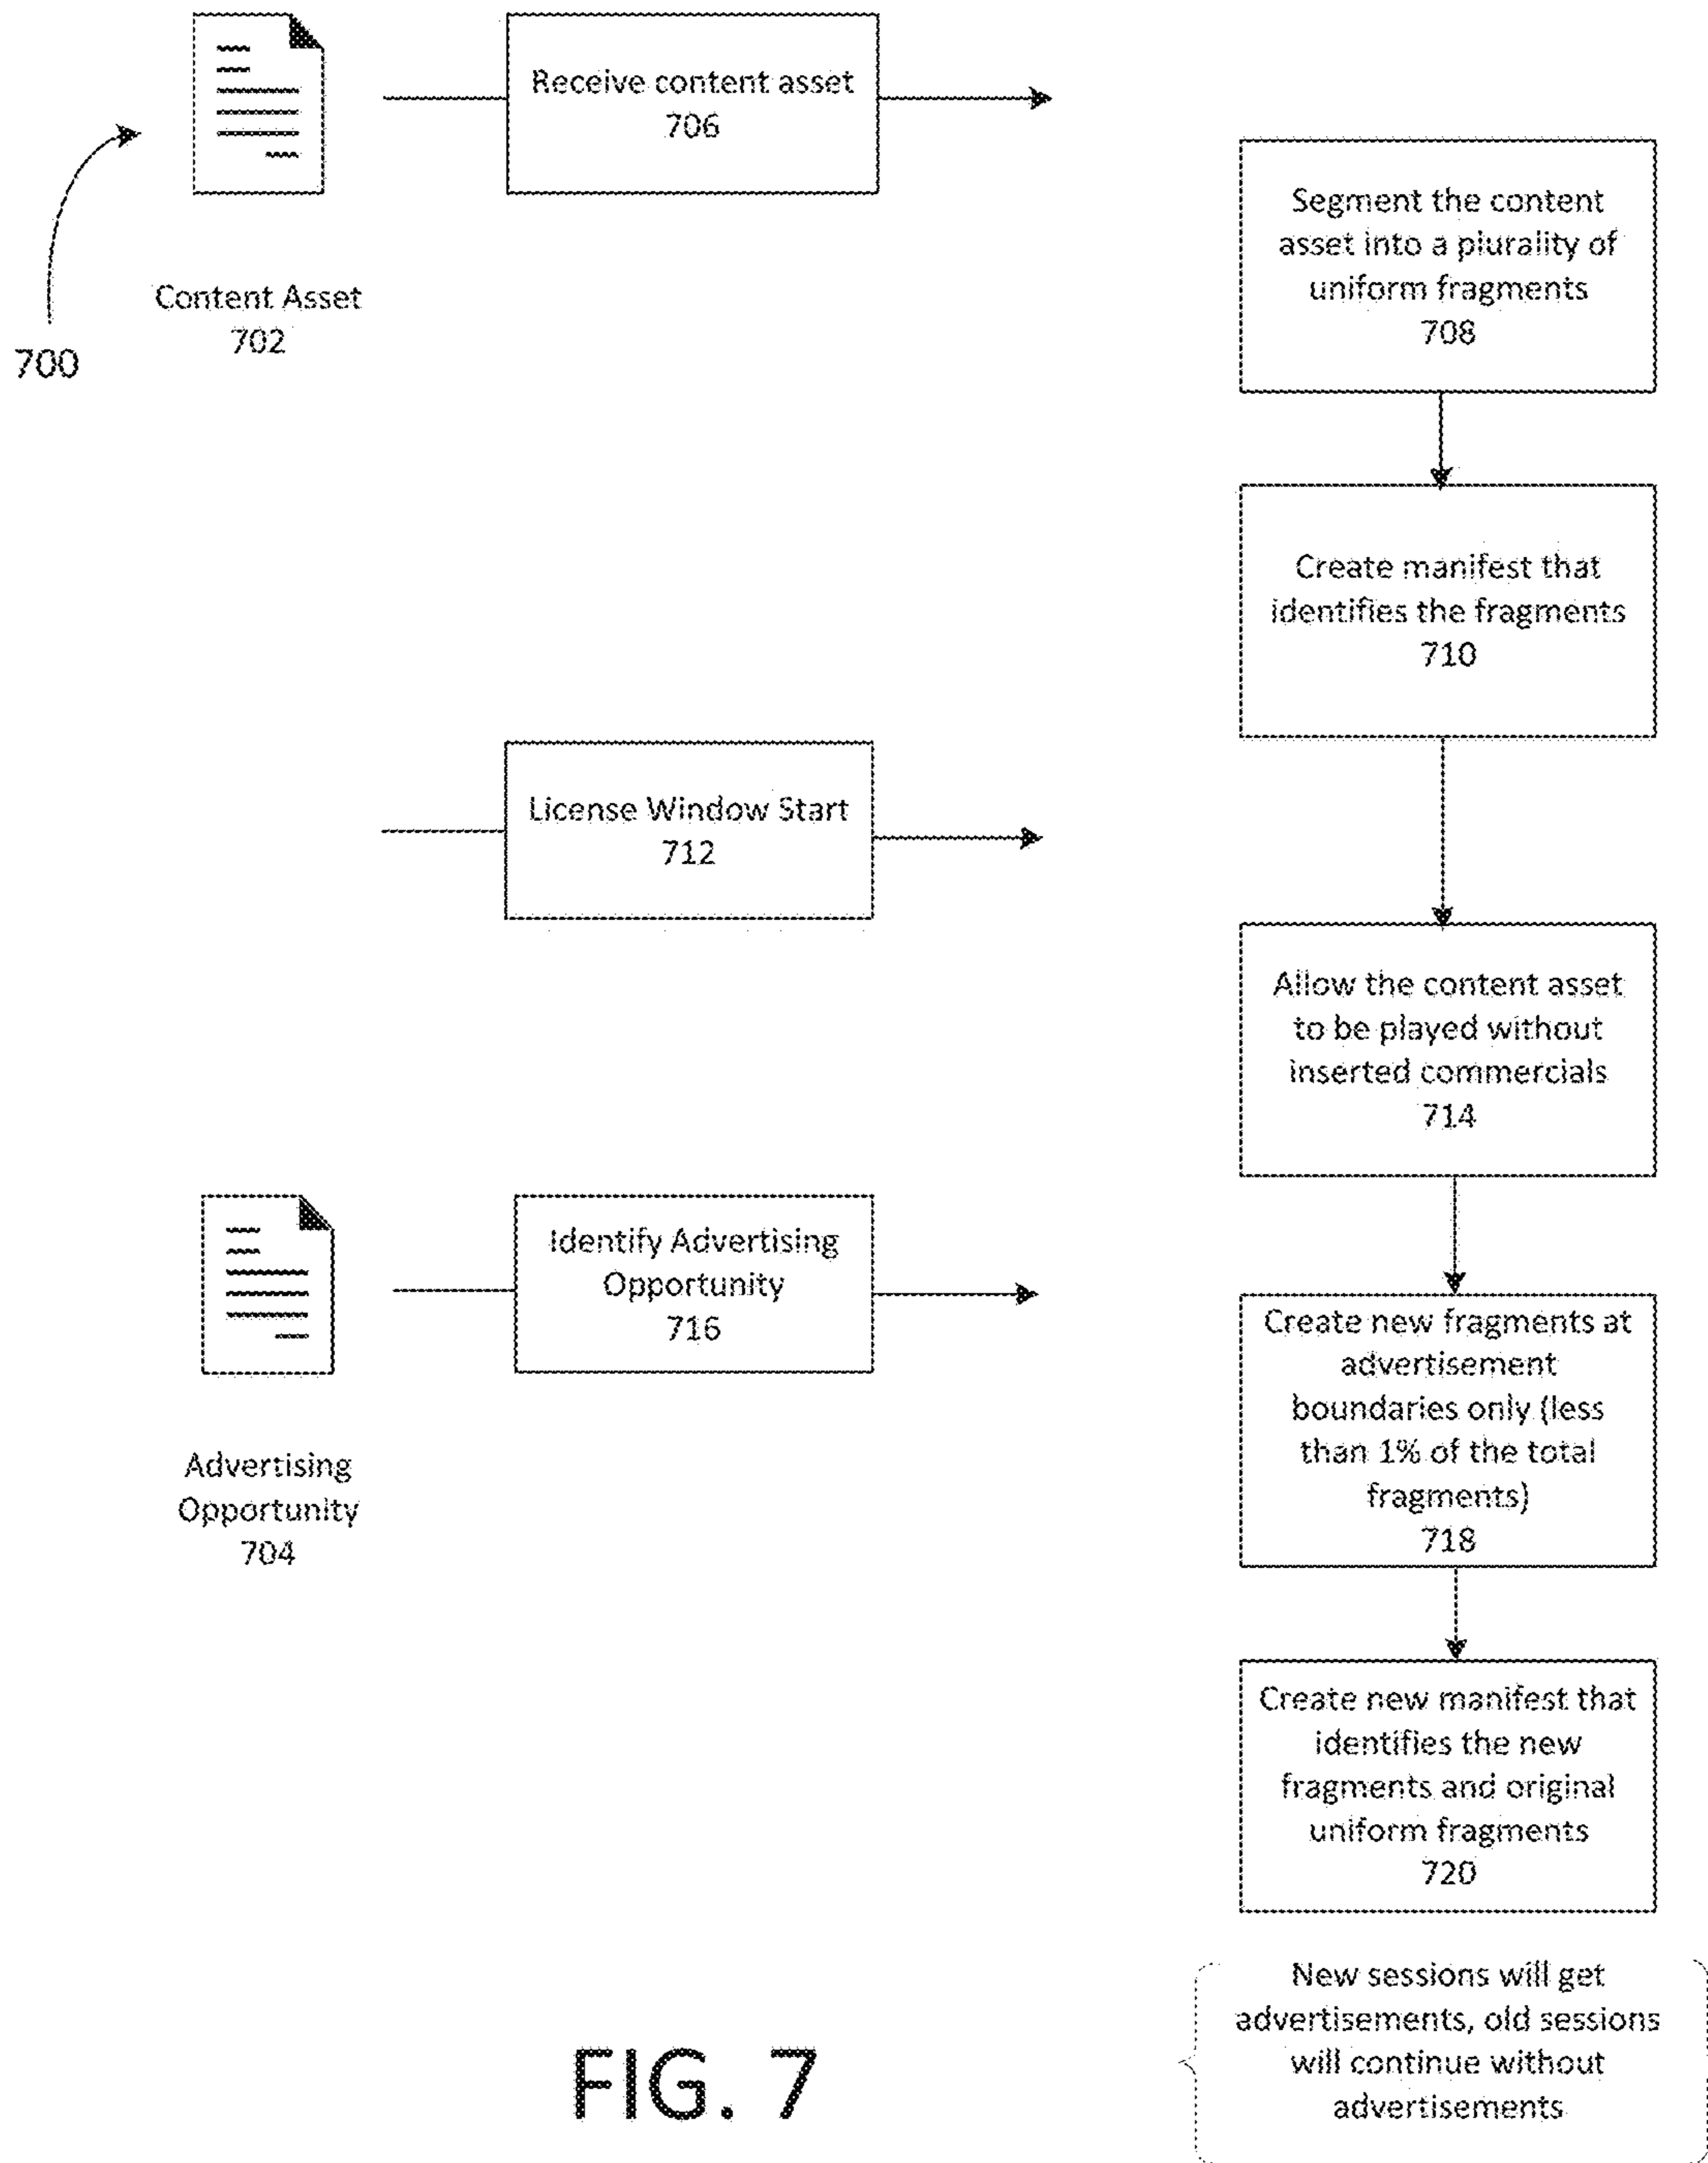 Receive content asset
706
Content Asset
702
700
Segment the content
asset into a plurality of
uniform fragments
708
Create manifest that
identifies the fragments
710
License Window Start
712
Allow the content asset
to be played without
inserted commercials
714
Identify Advertising
Opportunity
716
Advertising
Opportunity
704
Create new fragments at
advertisement
boundaries only (less
than 1% of the total
fragments)
718
Create new manifest that
identifies the new
fragments and original
uniform fragments
720
New sessions will get
advertisements, old sessions
will continue without
advertisements
FIG. 7